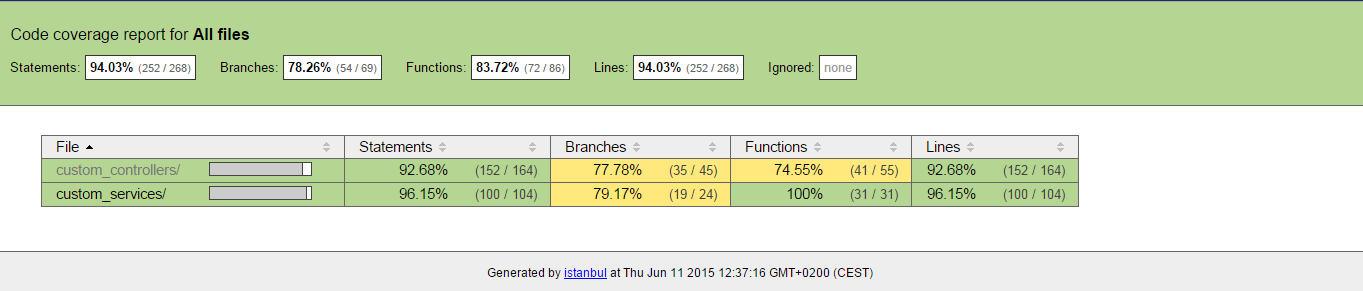 Code coverage report for All files
Statements: 94.03% (252 / 268) Branches: 78.26% (54 / 69) Functions: 83.72% (72 / 86) Lines: 94.03% (252 / 268) Ignored: none
File Statements Branches Functions Lines
custom_controllers/ 92.68% (152 / 164) 77.78% (35 / 45) 74.55% (41 / 55) 92.68% (152 / 164)
custom_services/ 96.15% (100 / 104) 79.17% (19 / 24) 100% (31 / 31) 96.15% (100 / 104)
Generated by istanbul at Thu Jun 11 2015 12:37:16 GMT+0200 (CEST)